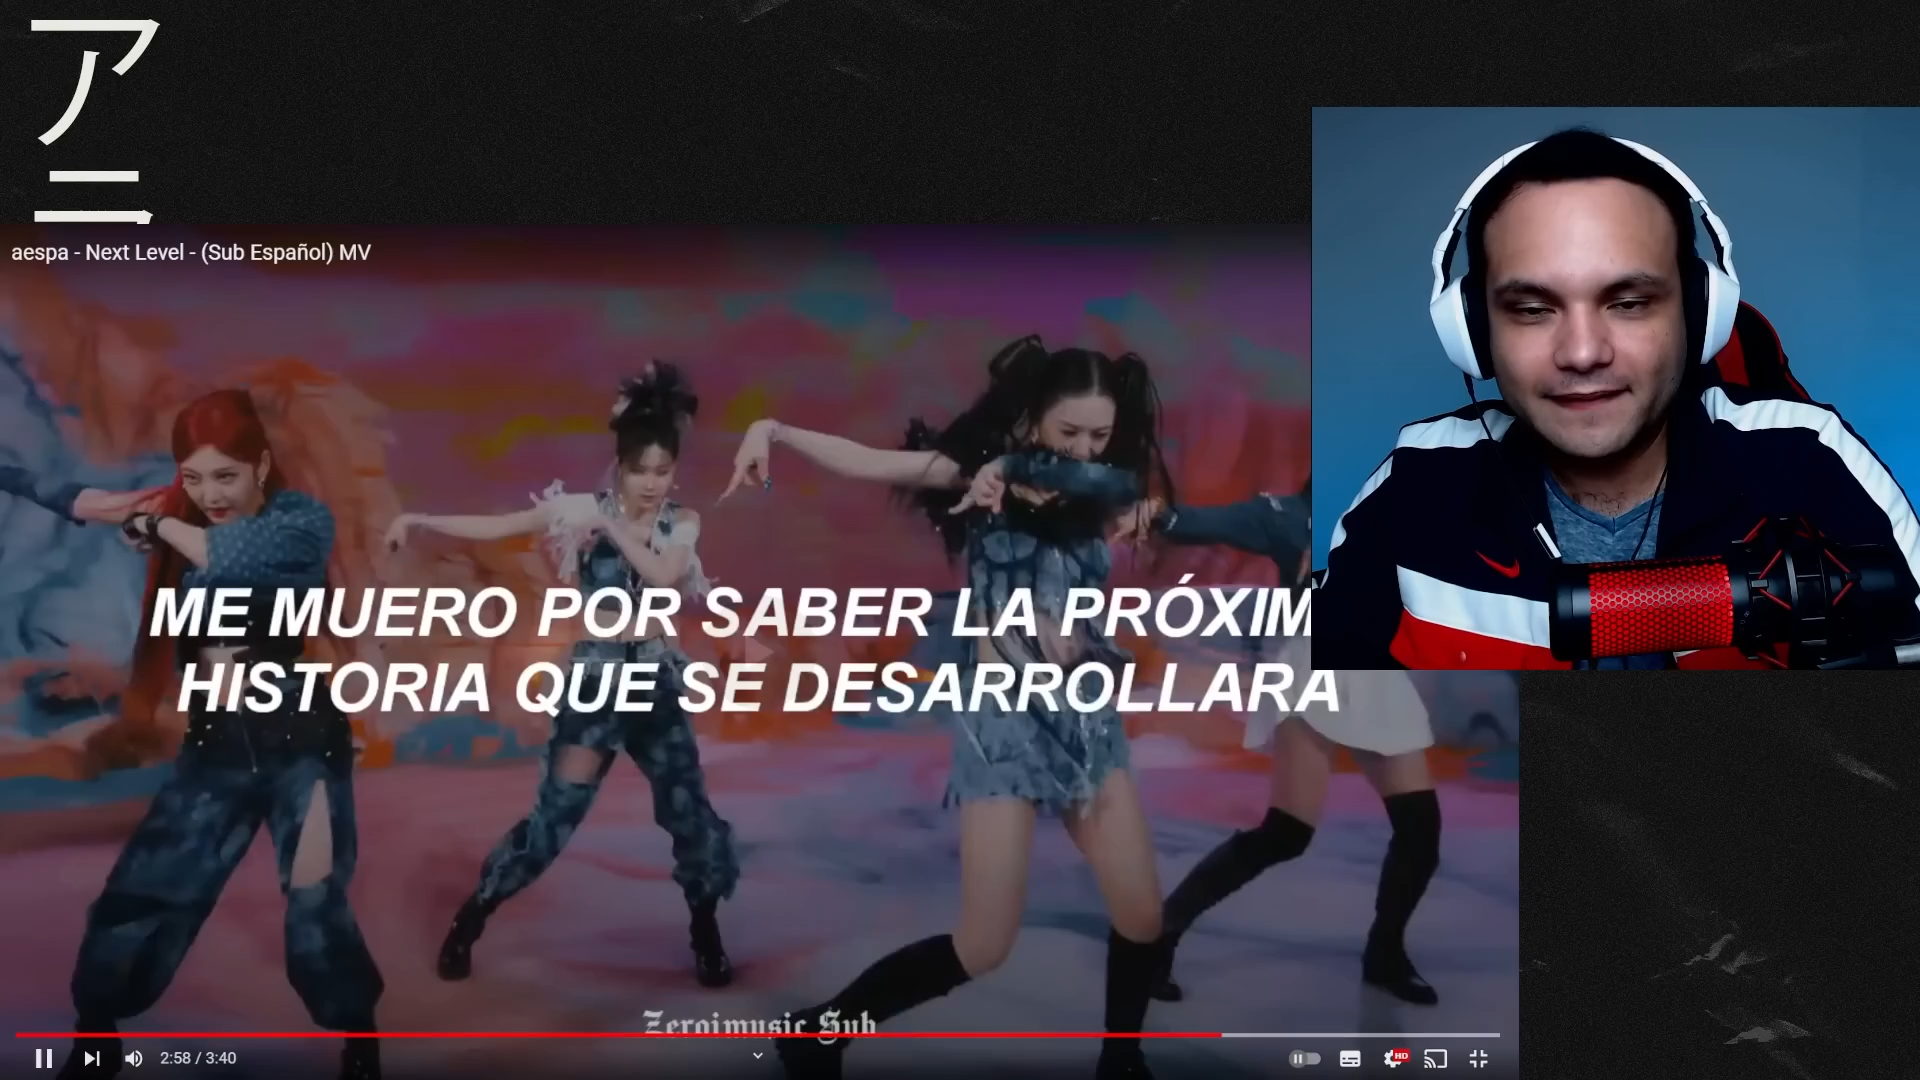 ア
ニ
aespa - Next Level - (Sub Español) MV
ME MUERO POR SABER LA PRÓXIM
HISTORIA QUE SE DESARROLLARA
Zeroimusic Sub
2:58 / 3:40
HD